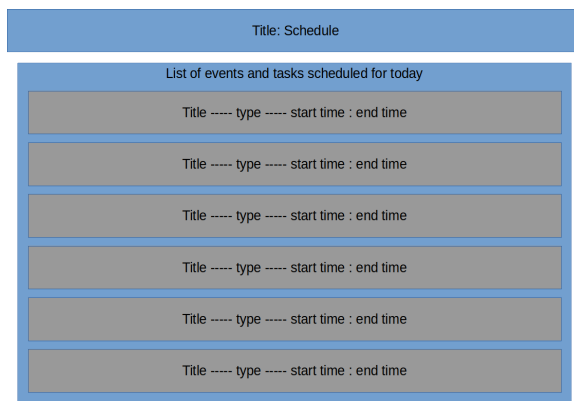 Title: Schedule
List of events and tasks scheduled for today
Title ----- type ----- start time : end time
Title ----- type ----- start time : end time
Title ----- type ----- start time : end time
Title ----- type ----- start time : end time
Title ----- type ----- start time : end time
Title ----- type ----- start time : end time